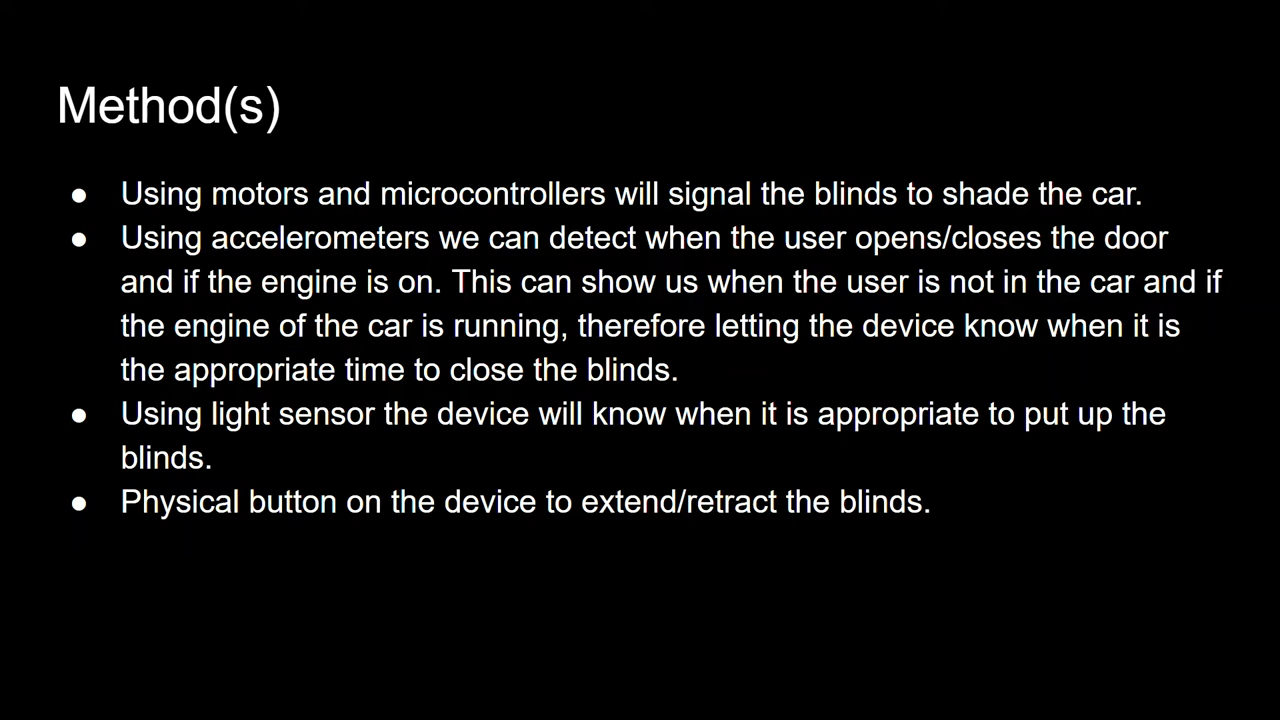 Method(s)
● Using motors and microcontrollers will signal the blinds to shade the car.
● Using accelerometers we can detect when the user opens/closes the door
and if the engine is on. This can show us when the user is not in the car and if
the engine of the car is running, therefore letting the device know when it is
the appropriate time to close the blinds.
● Using light sensor the device will know when it is appropriate to put up the
blinds.
● Physical button on the device to extend/retract the blinds.